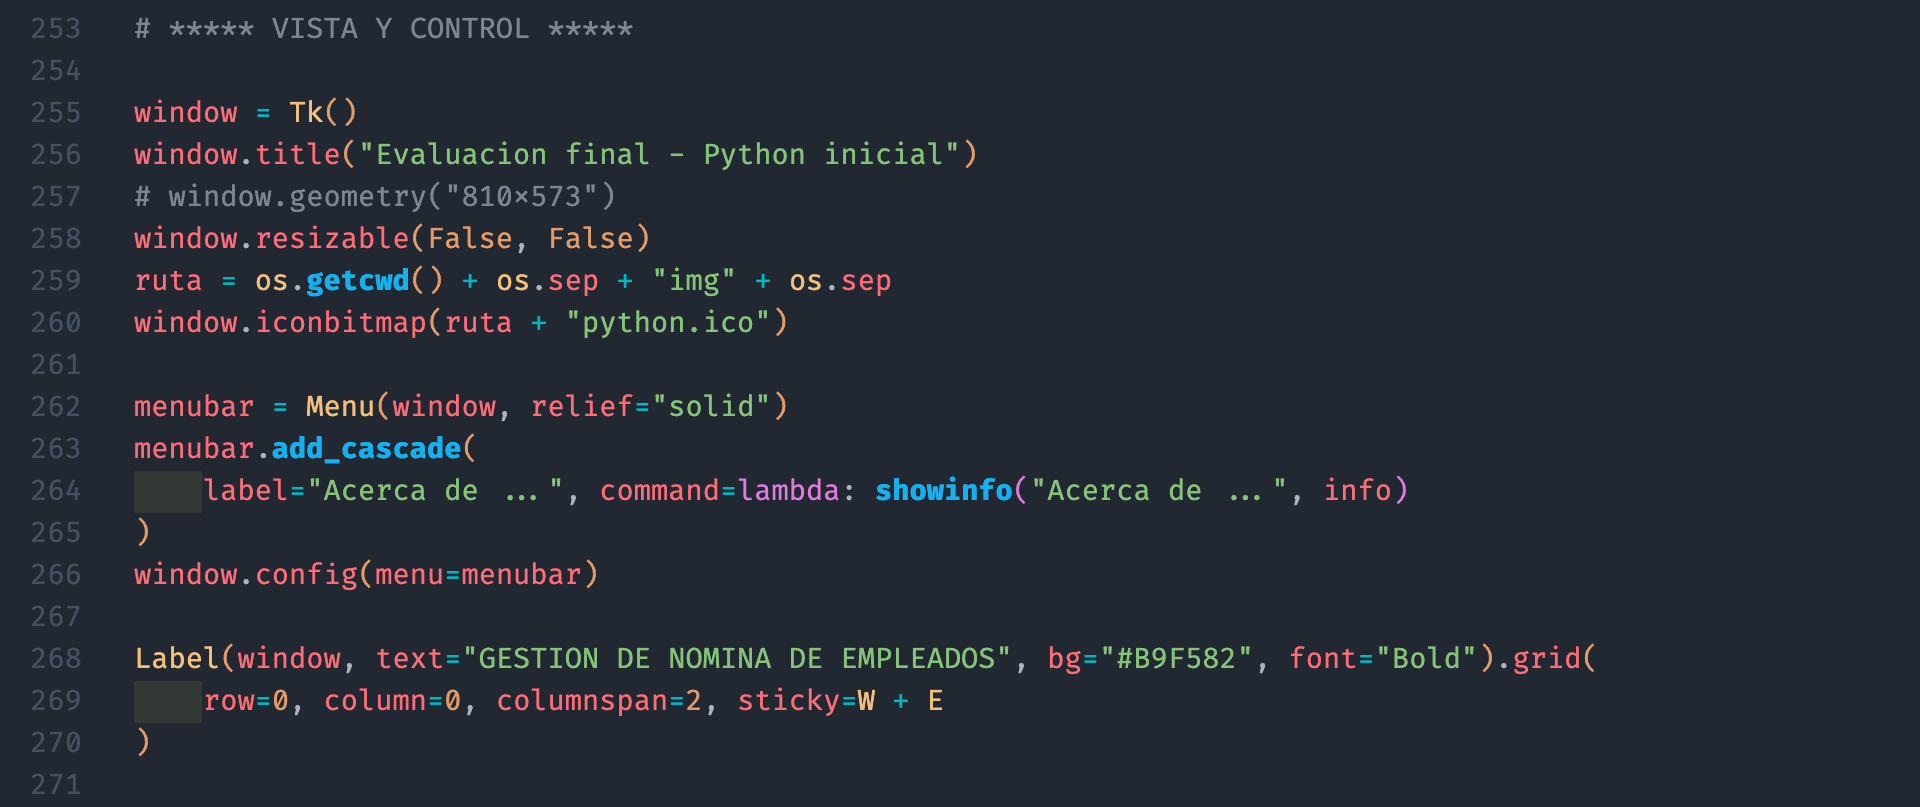 253 # ***** VISTA Y CONTROL *****
254
255 window = Tk()
256 window.title("Evaluacion final - Python inicial")
257 # window.geometry("810x573")
258 window.resizable(False, False)
259 ruta = os.getcwd() + os.sep + "img" + os.sep
260 window.iconbitmap(ruta + "python.ico")
261
262 menubar = Menu(window, relief="solid")
263 menubar.add_cascade(
264     label="Acerca de ...", command=lambda: showinfo("Acerca de ...", info)
265 )
266 window.config(menu=menubar)
267
268 Label(window, text="GESTION DE NOMINA DE EMPLEADOS", bg="#B9F582", font="Bold").grid(
269     row=0, column=0, columnspan=2, sticky=W + E
270 )
271